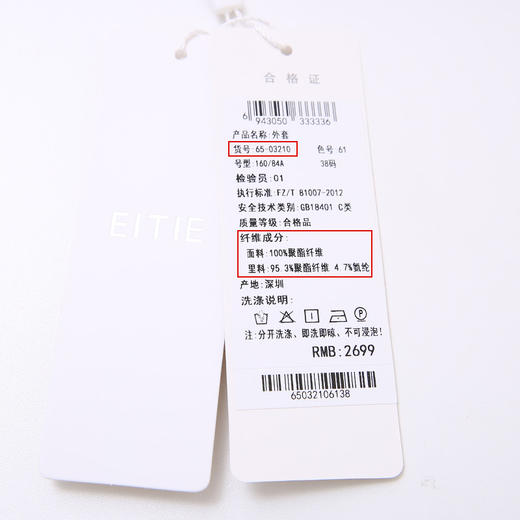 EITIE
合格证
6 943050 333336
产品名称:外套
货号:65-03210 色号 61
号型:160/84A 38码
检验员:01
执行标准:FZ/T 81007-2012
安全技术类别:GB18401 C类
质量等级:合格品
纤维成分:
面料:100%聚酯纤维
里料:95.3%聚酯纤维 4.7%氨纶
产地:深圳
洗涤说明:
注:分开洗涤、即洗即晾、不可浸泡!
RMB:2699
65032106138